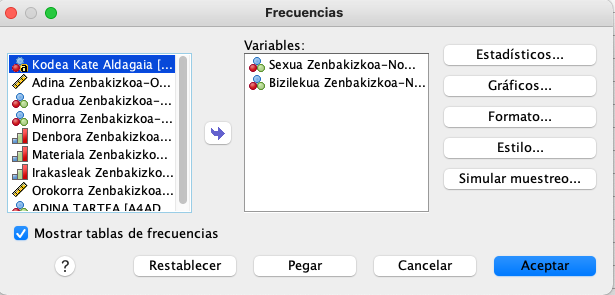 Frecuencias
Variables:
Kodea Kate Aldagaia [...
Adina Zenbakizkoa-O...
Gradua Zenbakizkoa-...
Minorra Zenbakizkoa-...
Denbora Zenbakizkoa...
Materiala Zenbakizko...
Irakasleak Zenbakizko...
Orokorra Zenbakizkoa...
ADINA TARTEA [A4AD...
Sexua Zenbakizkoa-No...
Bizilekua Zenbakizkoa-N...
Estadísticos...
Gráficos...
Formato...
Estilo...
Simular muestreo...
Mostrar tablas de frecuencias
?
Restablecer
Pegar
Cancelar
Aceptar